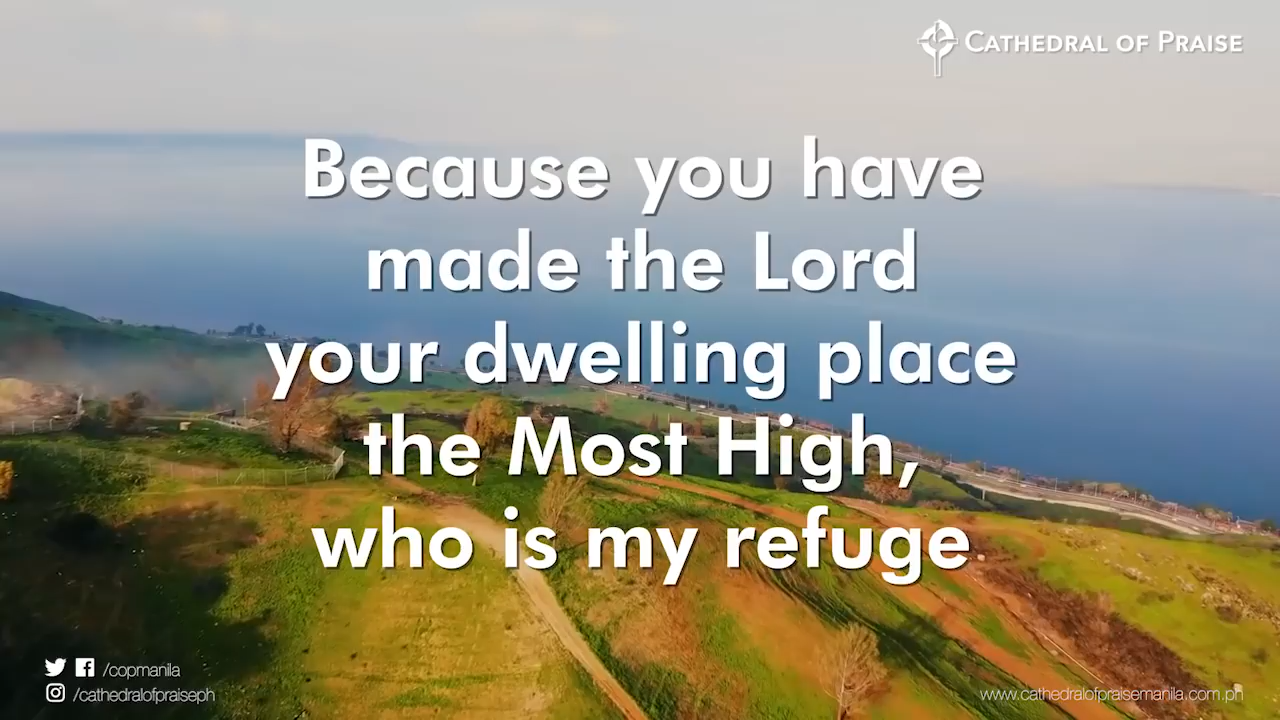 CATHEDRAL OF PRAISE
Because you have
made the Lord
your dwelling place
the Most High,
who is my refuge
/copmanila
/cathedralofpraiseph
www.cathedralofpraisemanila.com.ph